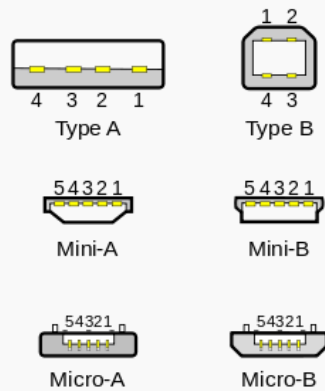 1 2
4 3 2 1
4 3
Type A
Type B
54321
54321
Mini-A
Mini-B
54321
54321
Micro-A
Micro-B